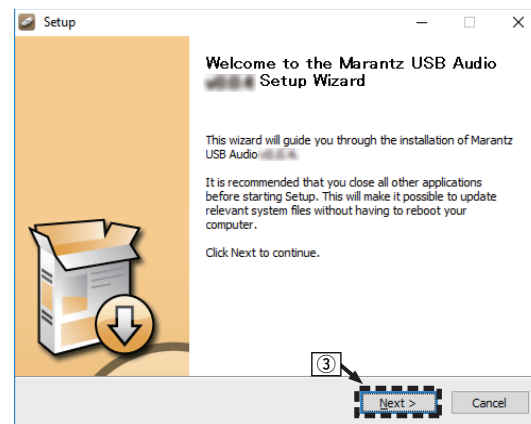 Setup
Welcome to the Marantz USB Audio
Setup Wizard
This wizard will guide you through the installation of Marantz
USB Audio
It is recommended that you close all other applications
before starting Setup. This will make it possible to update
relevant system files without having to reboot your
computer.
Click Next to continue.
③
Next >
Cancel